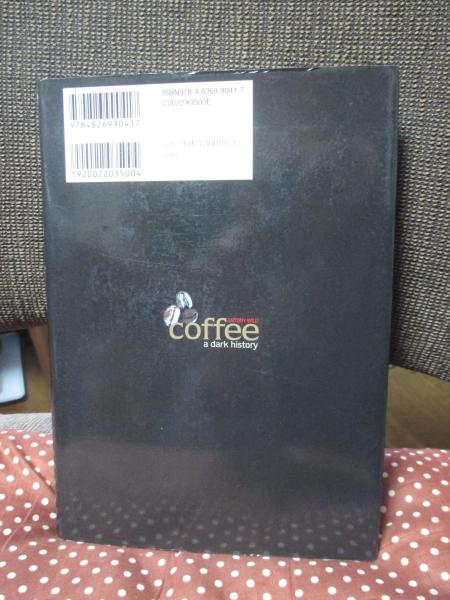 ISBN978-4-8269-9041-7
C0022 ¥3500E
9784826990417
1920022035004
ANTONY WILD
coffee
a dark history